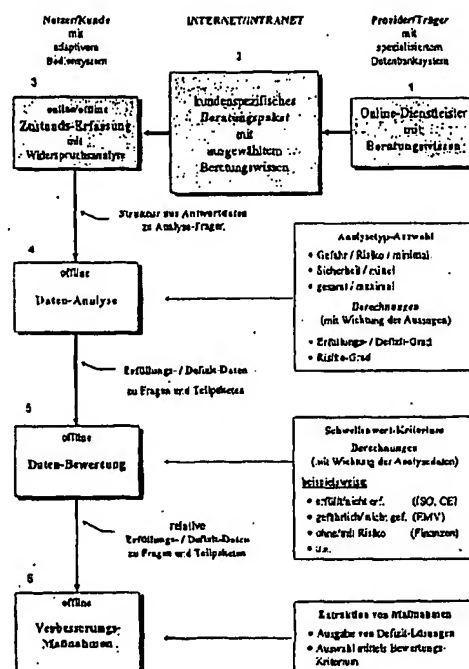 Nutzer/Kunde
mit
adaptivem
Bediensystem
INTERNET/INTRANET
Provider/Träger
mit
spezialisiertem
Datenbanksystem
3
online/offline
Zustands-Erfassung
mit
Widerspruchsanalyse
2
kundenspezifisches
Beratungspaket
mit
ausgewähltem
Beratungswissen
1
Online-Dienstleister
mit
Beratungswissen
Struktur aus Antwortdaten
zu Analyse-Fragen
4
offline
Daten-Analyse
Analysetyp-Auswahl
• Gefahr / Risiko / minimal
• Sicherheit / mittel
• gesamt / maximal
Berechnungen
(mit Wichtung der Aussagen)
• Erfüllungs- / Defizit-Grad
• Risiko-Grad
Erfüllungs- / Defizit-Daten
zu Fragen und Teilpaketen
5
offline
Daten-Bewertung
Schwellenwert-Kriterium
Berechnungen
(mit Wichtung der Analysedaten)
beispielsweise:
• erfüllt/nicht erf. (ISO, CE)
• gefährlich/nicht gef. (EMV)
• ohne/mit Risiko (Finanzen)
• u.a.
relative
Erfüllungs- / Defizit-Daten
zu Fragen und Teilpaketen
6
offline
Verbesserungs-
Maßnahmen
Extraktion von Maßnahmen
• Ausgabe von Defizit-Lösungen
• Auswahl mittels Bewertungs-
Kriterium